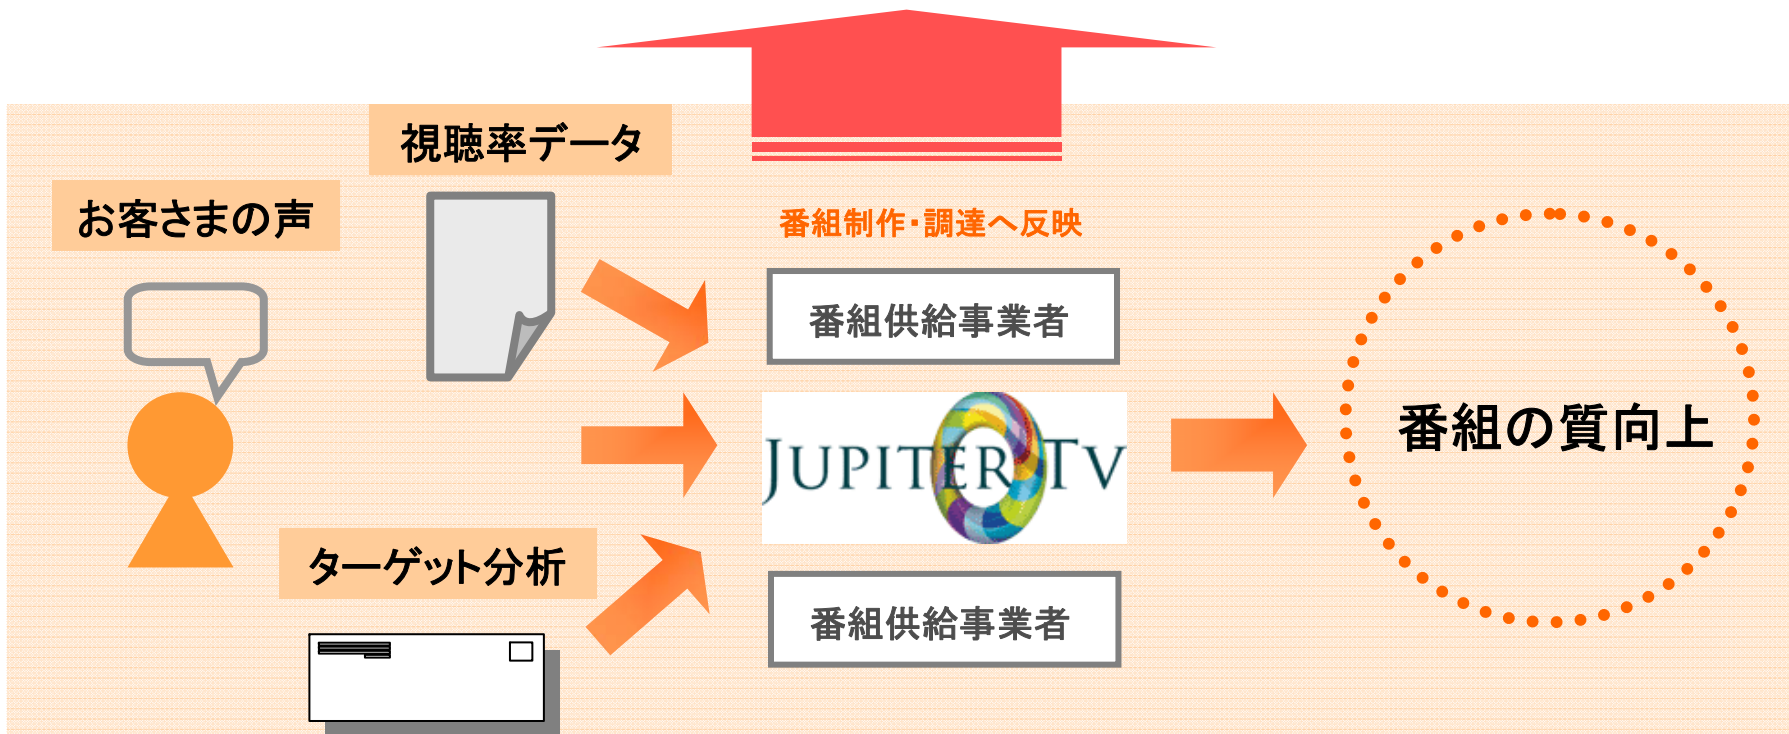 視聴率データ
お客さまの声
番組制作・調達へ反映
番組供給事業者
JUPITER TV
番組の質向上
ターゲット分析
番組供給事業者